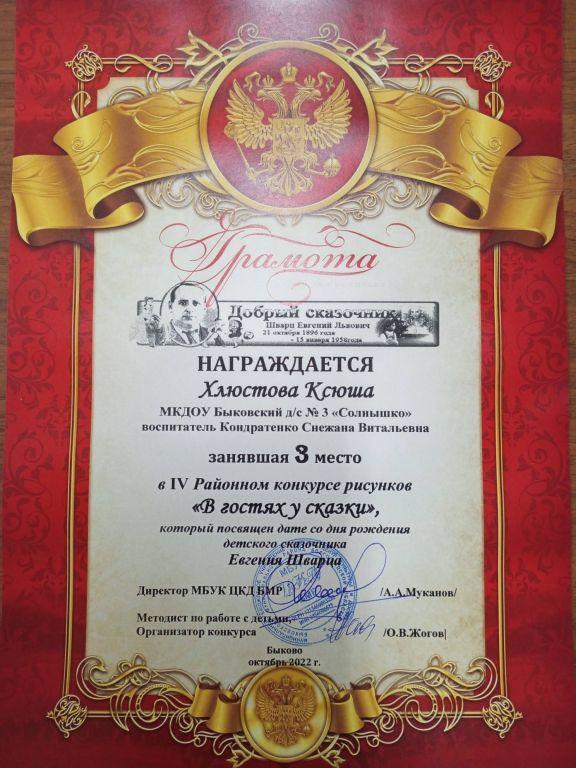 Грамота
Добрый сказочник
Шварц Евгений Львович
21 октября 1896 года
- 15 января 1958года
НАГРАЖДАЕТСЯ
Хлюстова Ксюша
МКДОУ Быковский д/с № 3 «Солнышко»
воспитатель Кондратенко Снежана Витальевна
занявшая 3 место
в IV Районном конкурсе рисунков
«В гостях у сказки»,
который посвящен дате со дня рождения
детского сказочника
Евгения Шварца
Директор МБУК ЦКД БМР /А.А.Муканов/
Методист по работе с детьми,
Организатор конкурса /О.В.Жогов|
Быково
октябрь 2022 г.